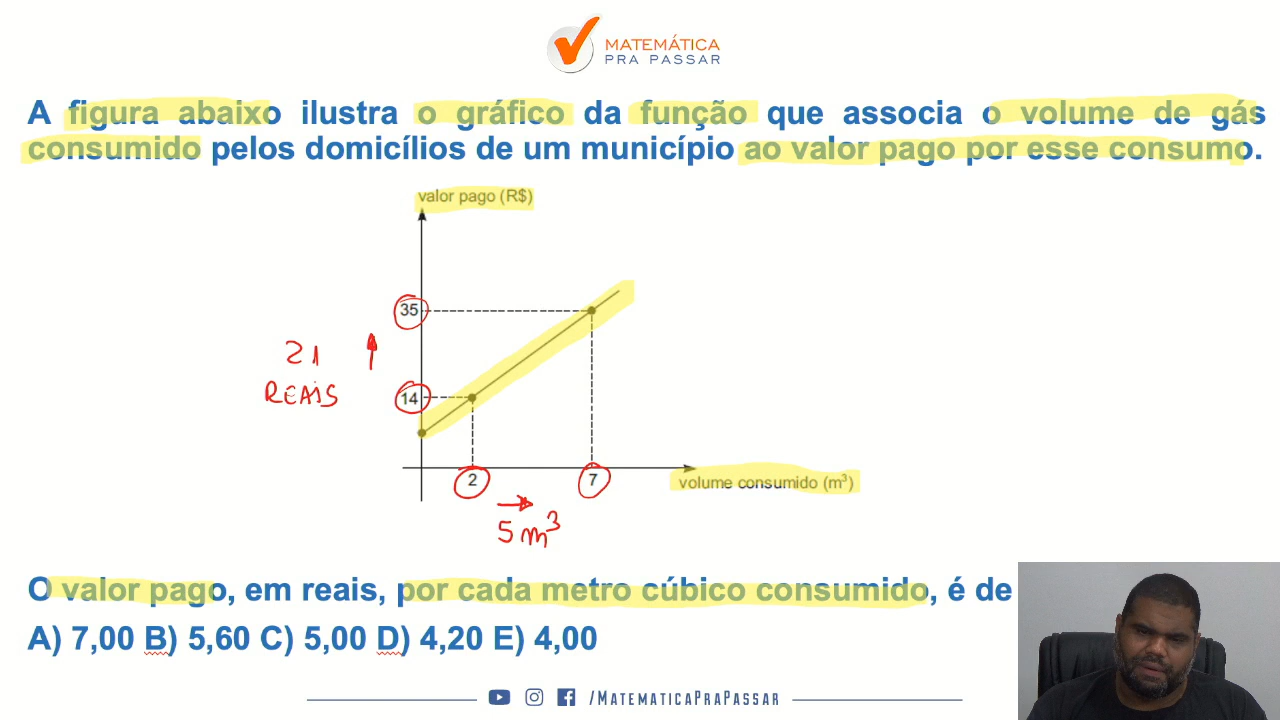 MATEMÁTICA
PRA PASSAR
A figura abaixo ilustra o gráfico da função que associa o volume de gás
consumido pelos domicílios de um município ao valor pago por esse consumo.
valor pago (R$)
35
21
REAIS
14
2
7
volume consumido (m³)
5 m³
O valor pago, em reais, por cada metro cúbico consumido, é de
A) 7,00 B) 5,60 C) 5,00 D) 4,20 E) 4,00
/MATEMATICAPRAPASSAR